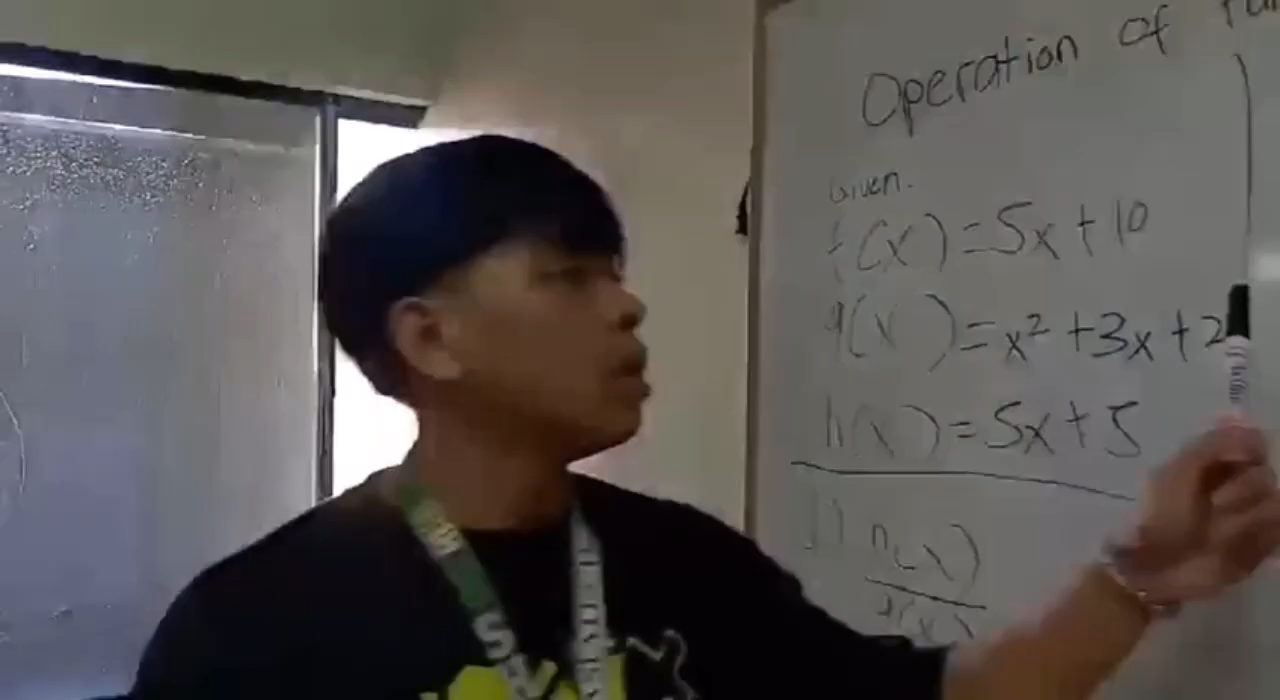 Operation of
Given.
f(x)=5x+10
g(x)=x²+3x+2
h(x)=5x+5
1) h(x)
g(x)